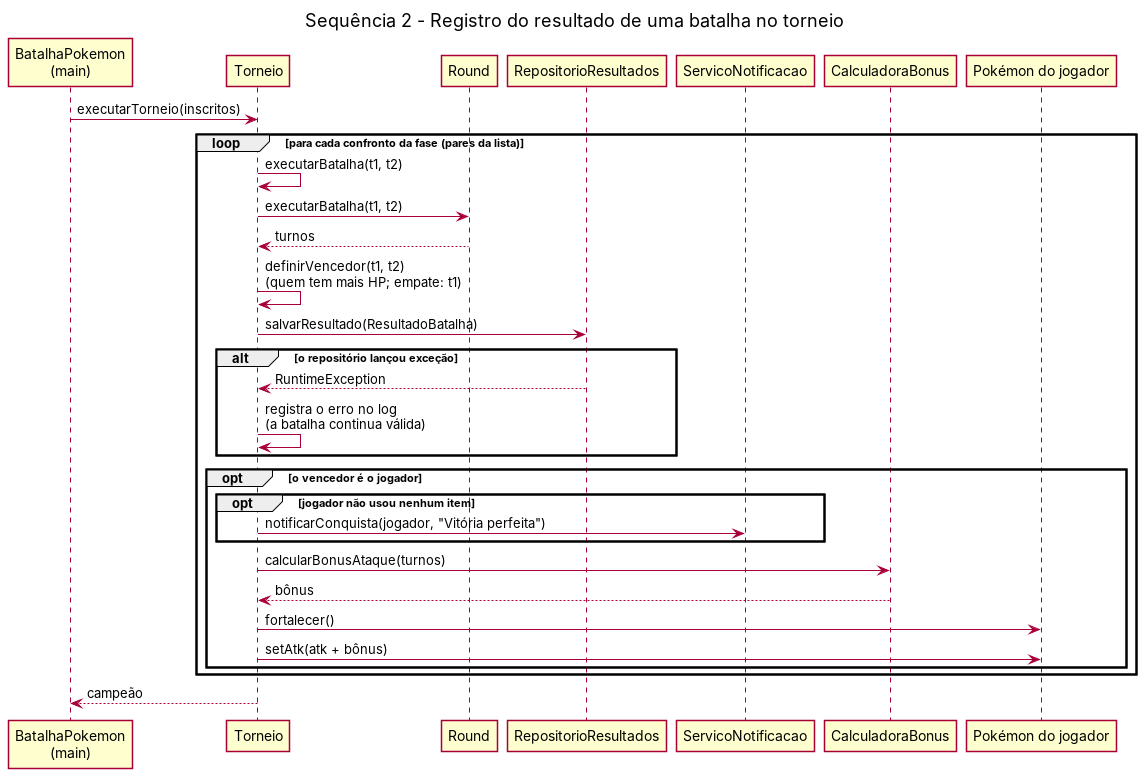 Sequência 2 - Registro do resultado de uma batalha no torneio
BatalhaPokemon
(main)
Torneio
Round
RepositorioResultados
ServicoNotificacao
CalculadoraBonus
Pokémon do jogador
executarTorneio(inscritos)
loop
[para cada confronto da fase (pares da lista)]
executarBatalha(t1, t2)
executarBatalha(t1, t2)
turnos
definirVencedor(t1, t2)
(quem tem mais HP; empate: t1)
salvarResultado(ResultadoBatalha)
alt
[o repositório lançou exceção]
RuntimeException
registra o erro no log
(a batalha continua válida)
opt
[o vencedor é o jogador]
opt
[jogador não usou nenhum item]
notificarConquista(jogador, "Vitória perfeita")
calcularBonusAtaque(turnos)
bônus
fortalecer()
setAtk(atk + bônus)
campeão
BatalhaPokemon
(main)
Torneio
Round
RepositorioResultados
ServicoNotificacao
CalculadoraBonus
Pokémon do jogador